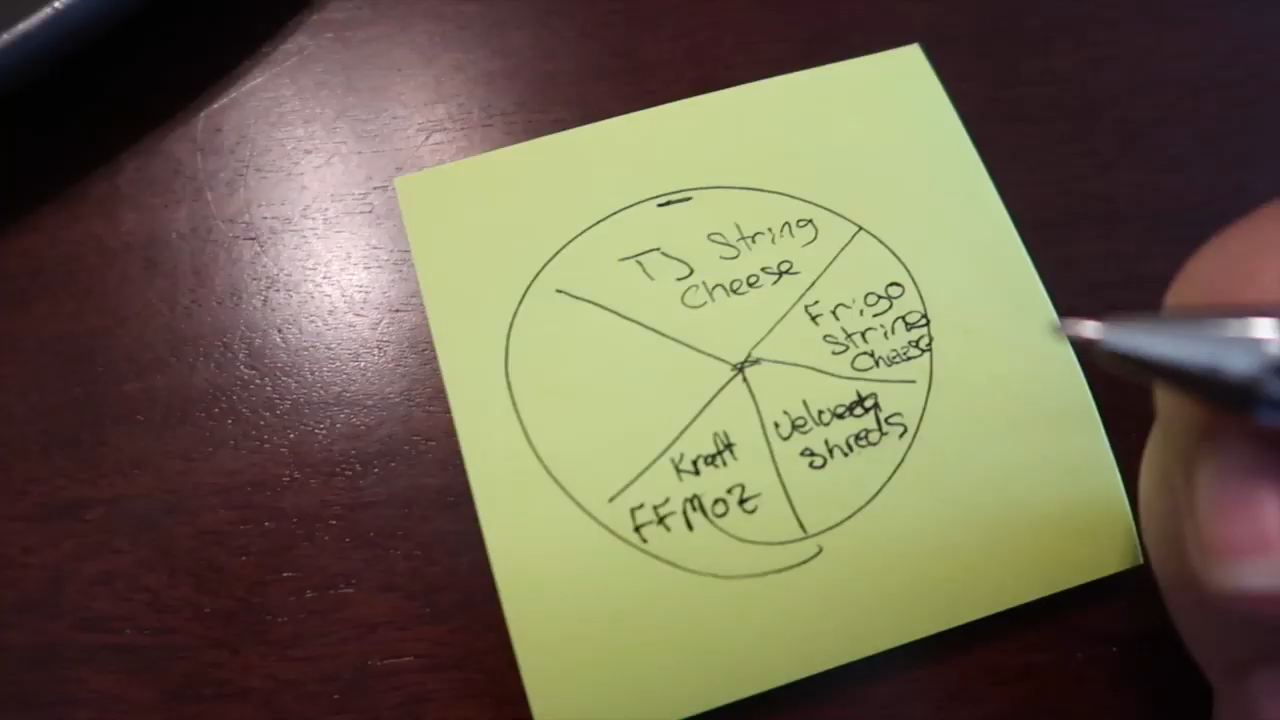 TJ String
Cheese
Frigo
String
Cheese
Velveeta
Shreds
Kraft
FFMOZ